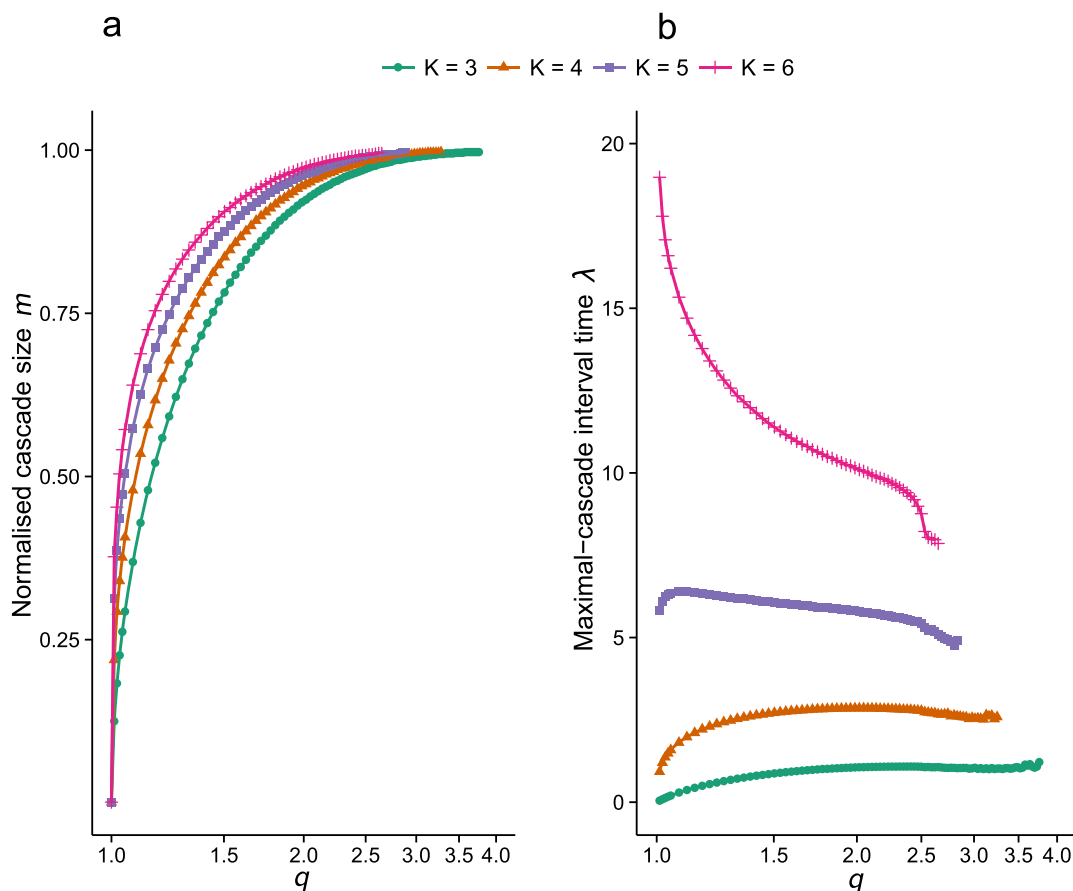 a
b
K = 3 K = 4 K = 5 K = 6
Normalised cascade size m
1.00
0.75
0.50
0.25
1.0 1.5 2.0 2.5 3.0 3.5 4.0
q
Maximal−cascade interval time λ
20
15
10
5
0
1.0 1.5 2.0 2.5 3.0 3.5 4.0
q